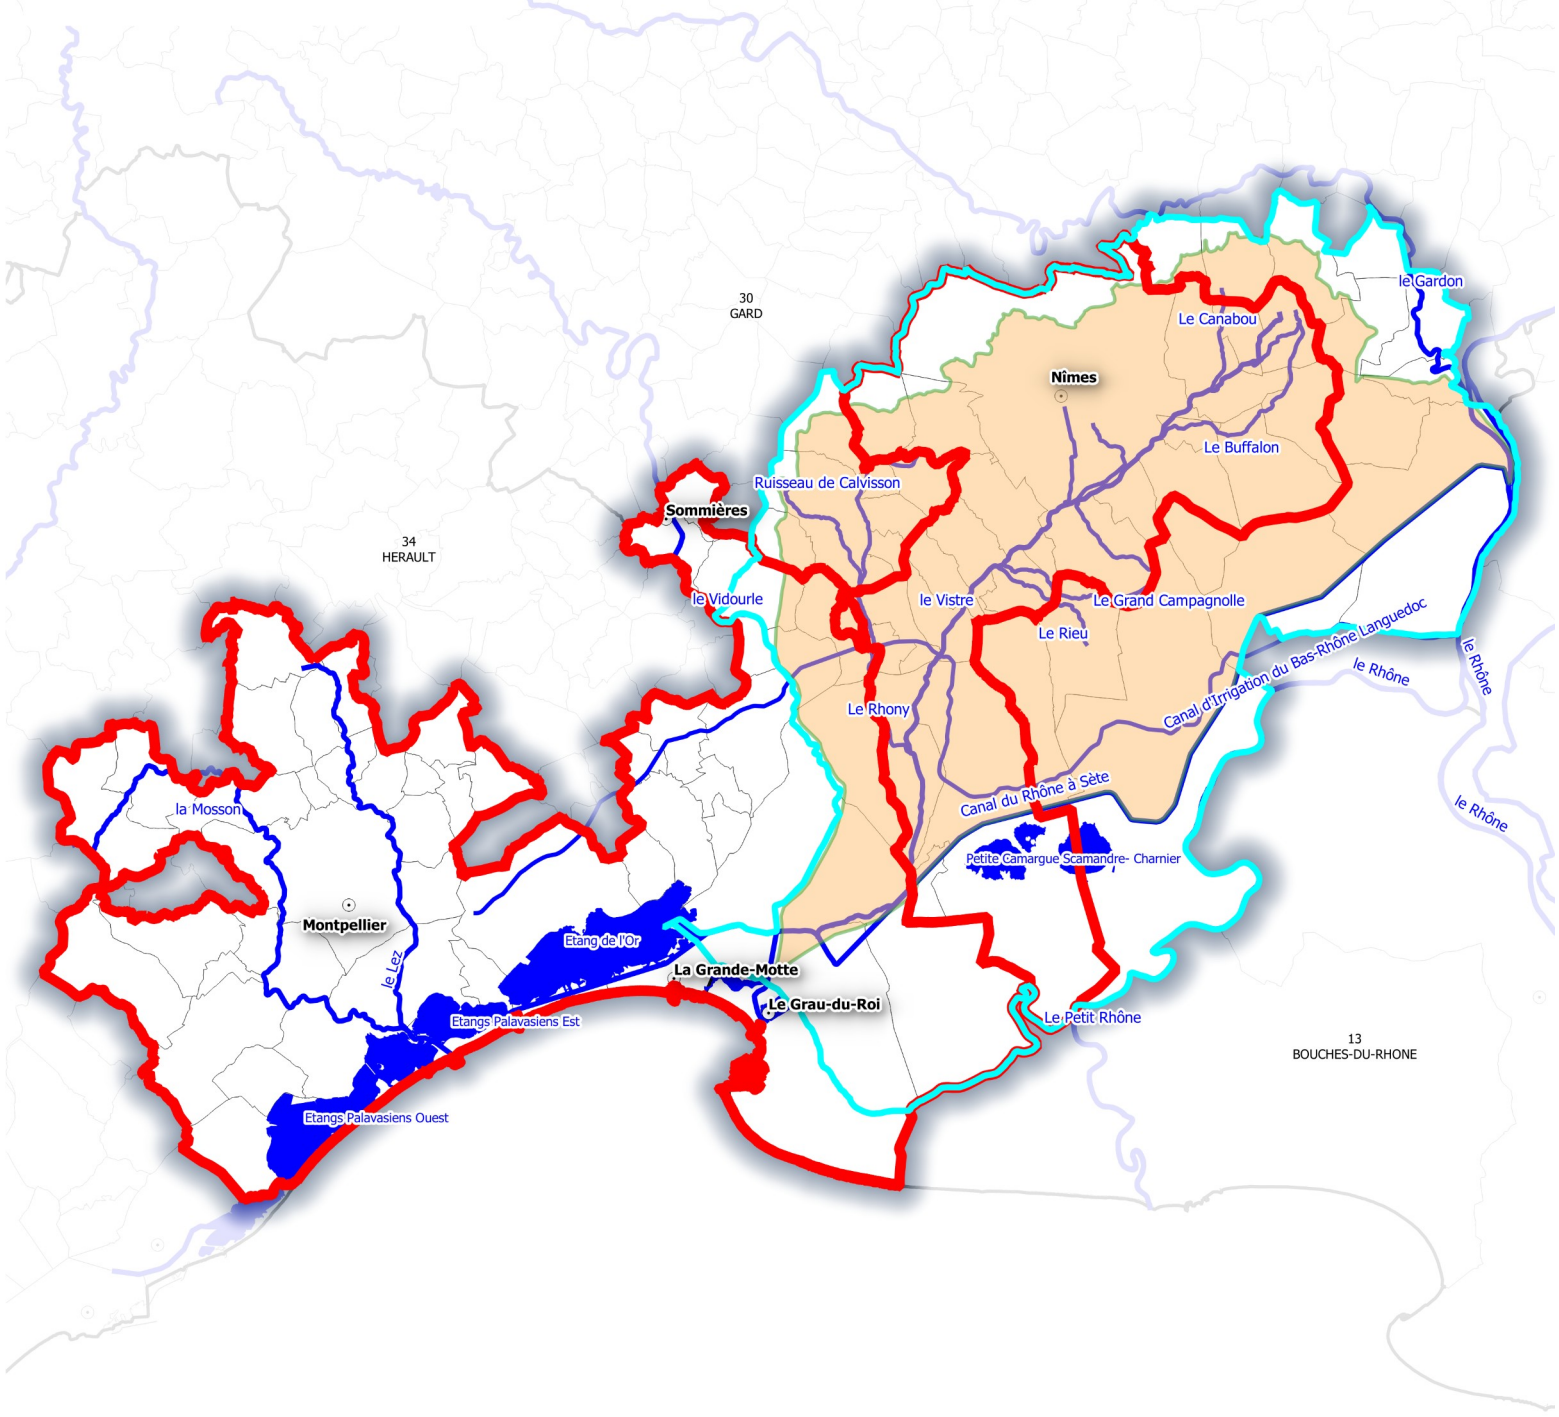 le Gardon
30
GARD
Le Canabou
Nîmes
Le Buffalon
Ruisseau de Calvisson
Sommières
34
HERAULT
le Vidourle
le Vistre
Le Grand Campagnolle
Le Rieu
Canal d'Irrigation du Bas-Rhône Languedoc
le Rhône
le Rhône
Le Rhony
Canal du Rhône à Sète
la Mosson
le Rhône
Petite Camargue Scamandre- Charnier
Montpellier
Etang de l'Or
le Lez
La Grande-Motte
Le Grau-du-Roi
Etangs Palavasiens Est
Le Petit Rhône
13
BOUCHES-DU-RHONE
Etangs Palavasiens Ouest